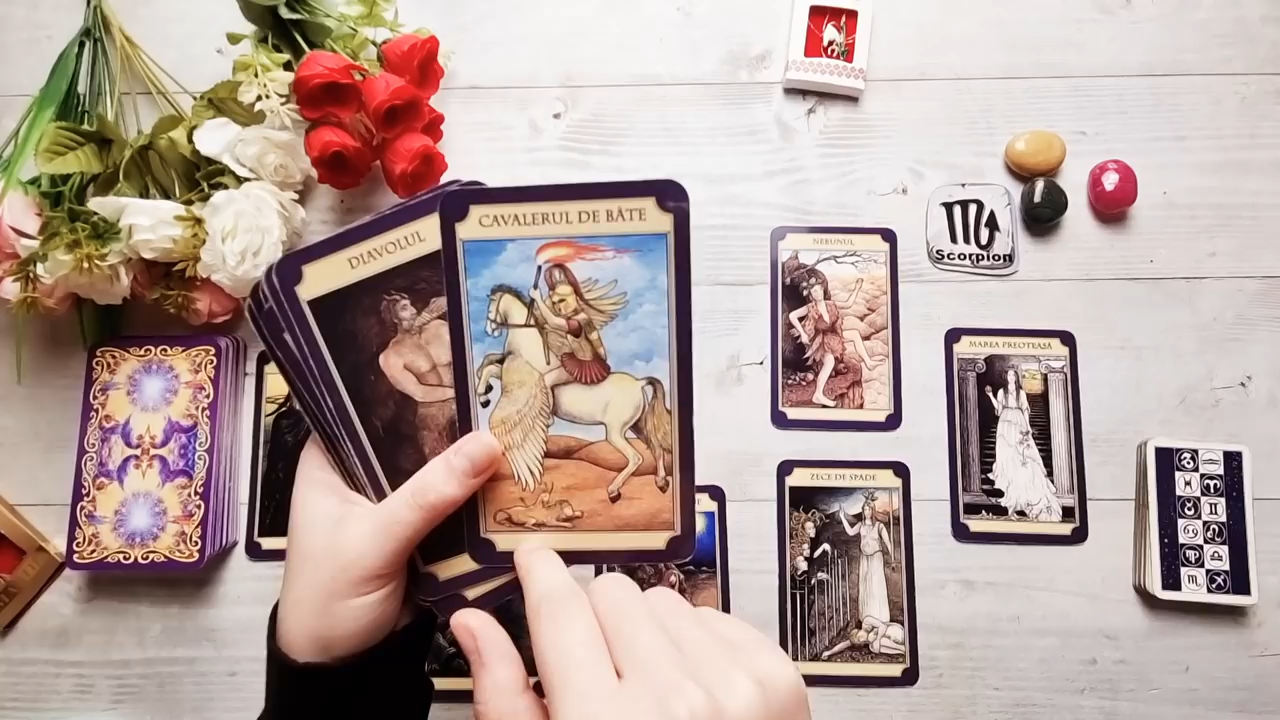 DIAVOLUL
CAVALERUL DE BÂTE
NEBUNUL
Scorpion
MAREA PREOTEASĂ
ZECE DE SPADE